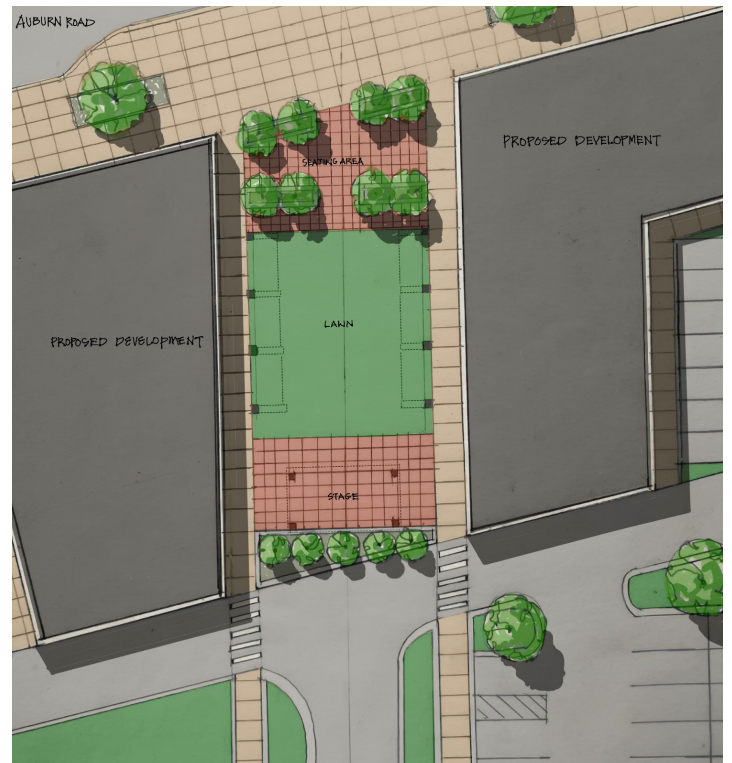 AUBURN ROAD
PROPOSED DEVELOPMENT
SEATING AREA
LAWN
PROPOSED DEVELOPMENT
STAGE